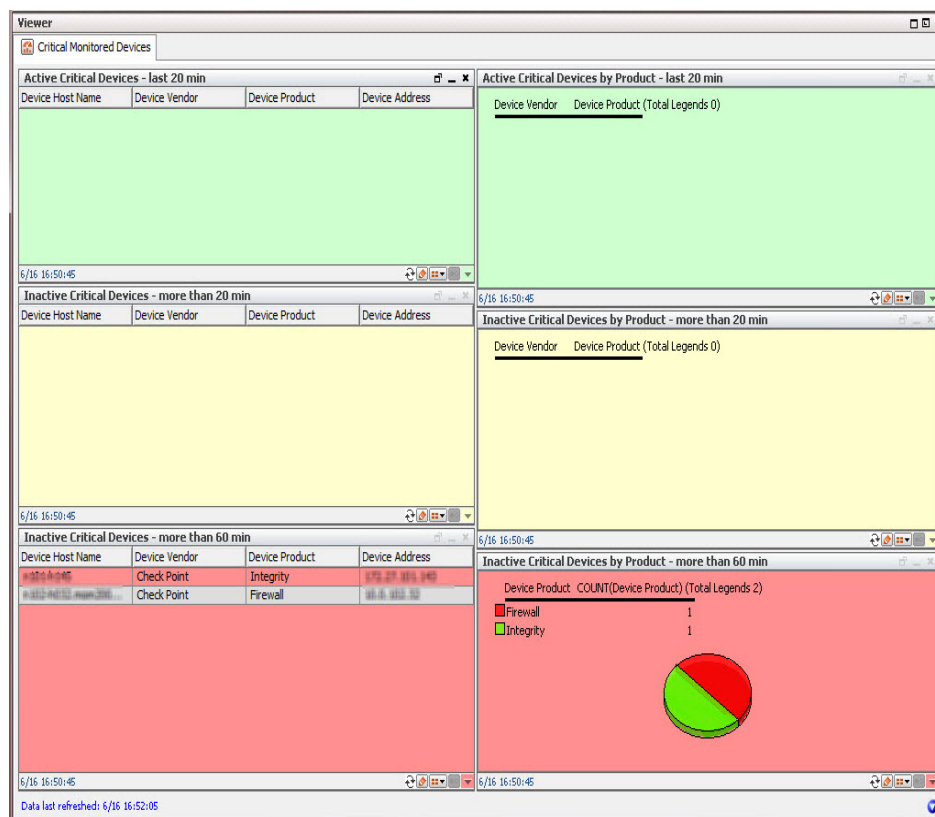 Viewer
Critical Monitored Devices
Active Critical Devices - last 20 min
Device Host Name Device Vendor Device Product Device Address
6/16 16:50:45
Active Critical Devices by Product - last 20 min
Device Vendor Device Product (Total Legends 0)
6/16 16:50:45
Inactive Critical Devices - more than 20 min
Device Host Name Device Vendor Device Product Device Address
6/16 16:50:45
Inactive Critical Devices by Product - more than 20 min
Device Vendor Device Product (Total Legends 0)
6/16 16:50:45
Inactive Critical Devices - more than 60 min
Device Host Name Device Vendor Device Product Device Address
Check Point Integrity
Check Point Firewall
6/16 16:50:45
Inactive Critical Devices by Product - more than 60 min
Device Product COUNT(Device Product) (Total Legends 2)
Firewall 1
Integrity 1
6/16 16:50:45
Data last refreshed: 6/16 16:52:05